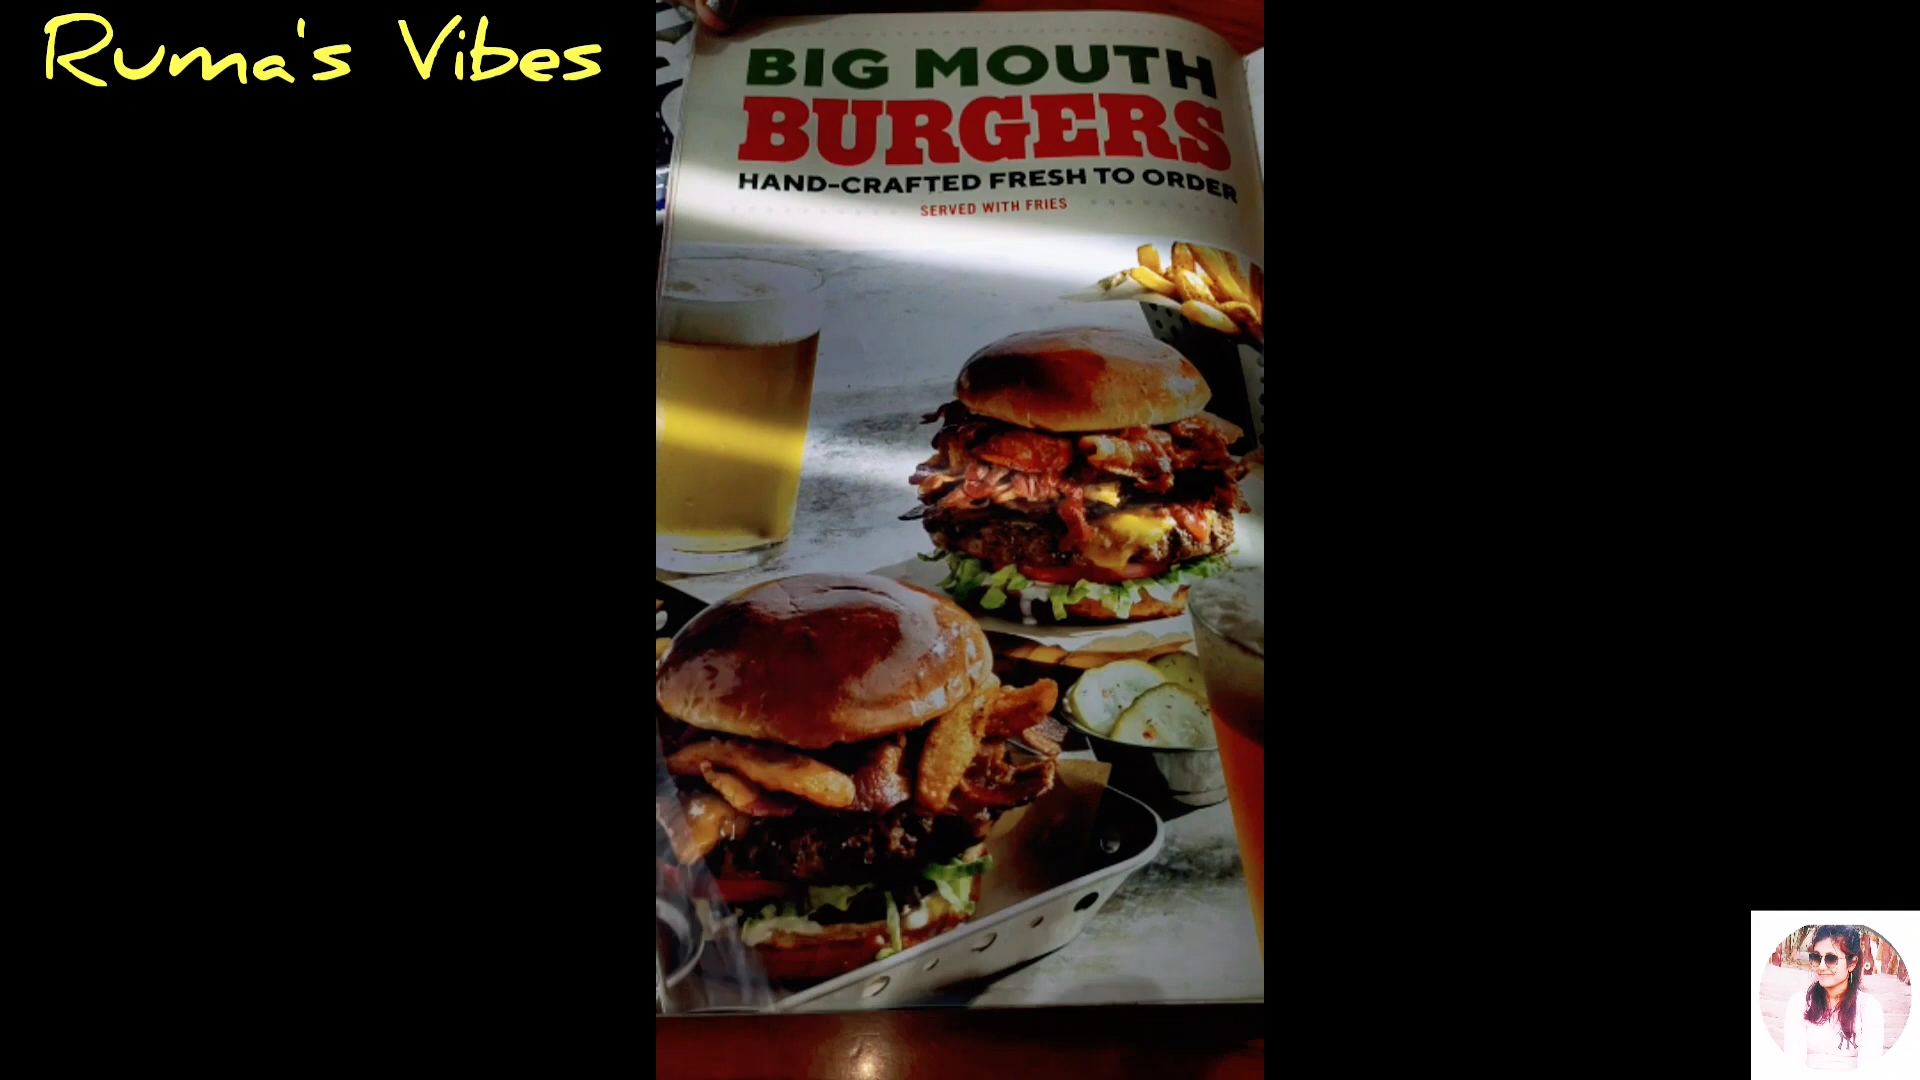 Ruma's Vibes
BIG MOUTH
BURGERS
HAND-CRAFTED FRESH TO ORDER
SERVED WITH FRIES